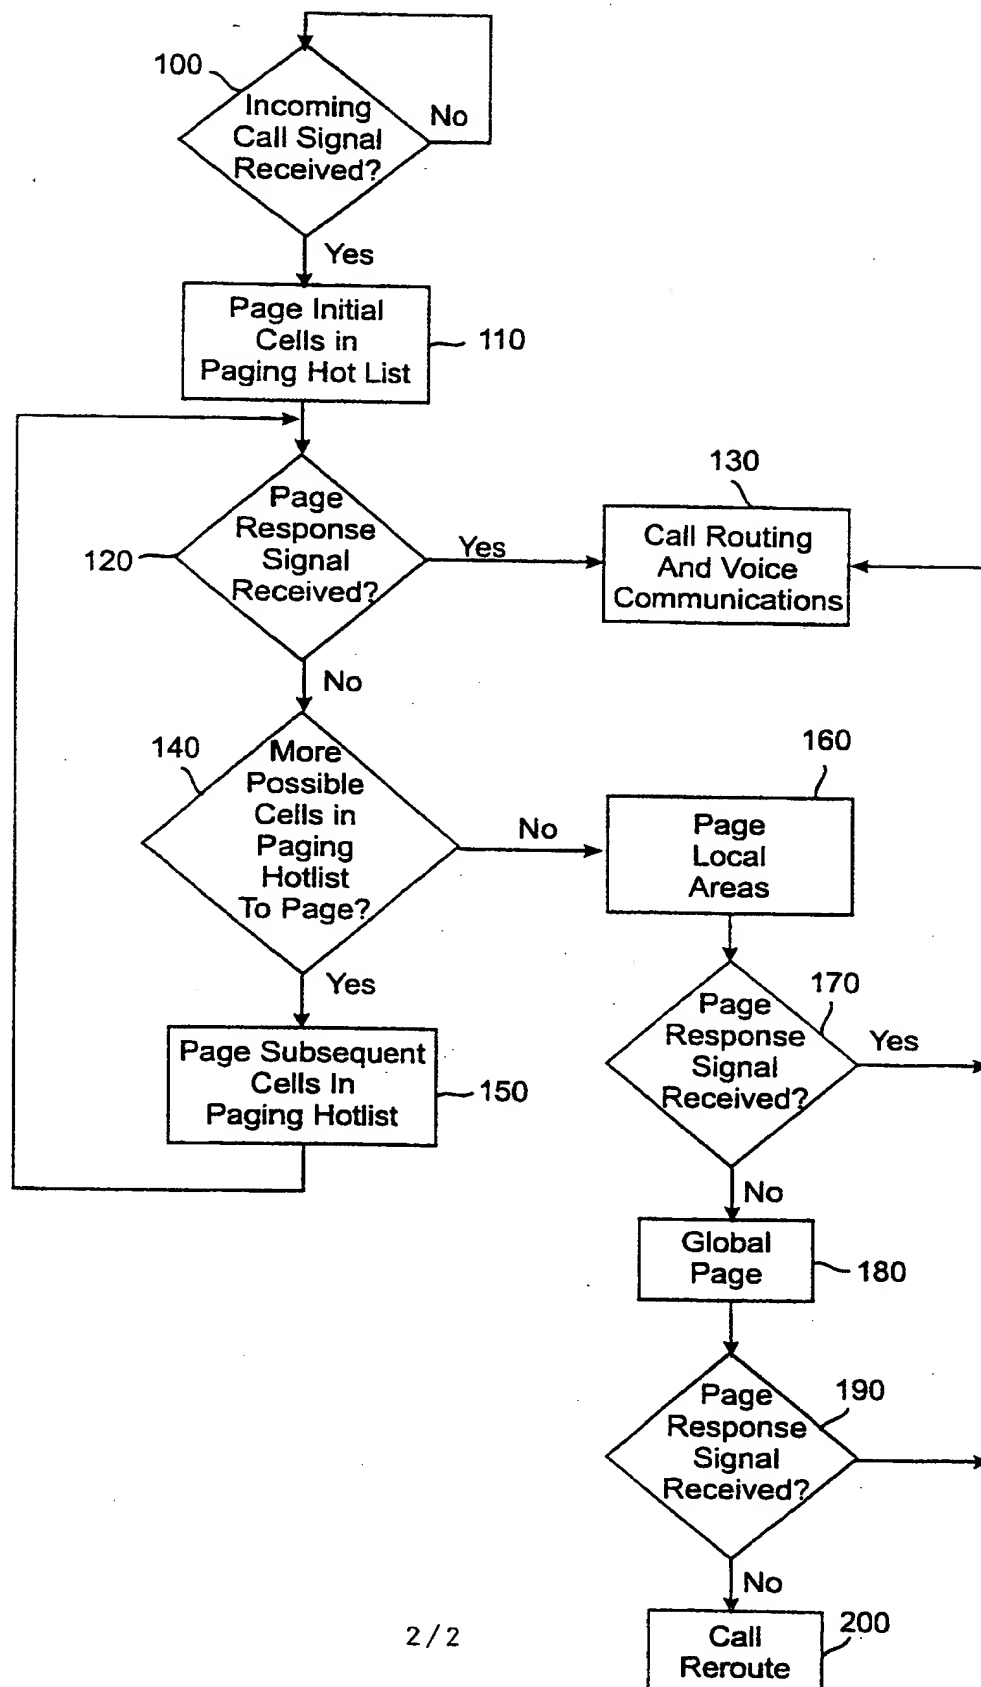 100
Incoming
Call Signal
Received?
No
Yes
Page Initial
Cells in
Paging Hot List
110
Page
Response
Signal
Received?
120
Yes
130
Call Routing
And Voice
Communications
No
140
More
Possible
Cells in
Paging
Hotlist
To Page?
No
160
Page
Local
Areas
Yes
Page Subsequent
Cells In
Paging Hotlist
150
170
Page
Response
Signal
Received?
Yes
No
Global
Page
180
190
Page
Response
Signal
Received?
No
200
Call
Reroute
2/2